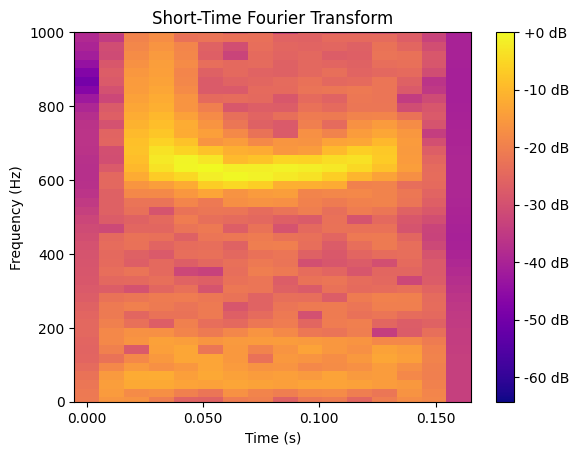 Short-Time Fourier Transform
1000
800
600
400
200
0
Frequency (Hz)
0.000
0.050
0.100
0.150
Time (s)
+0 dB
-10 dB
-20 dB
-30 dB
-40 dB
-50 dB
-60 dB